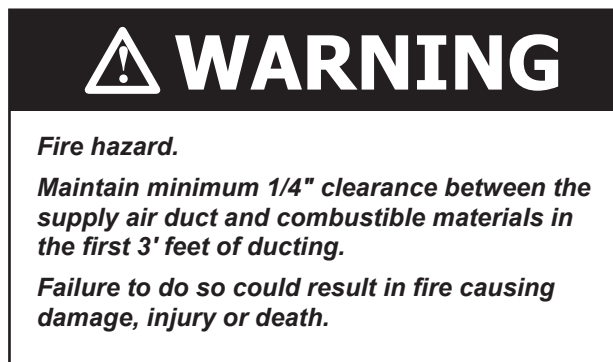 WARNING
Fire hazard.
Maintain minimum 1/4" clearance between the
supply air duct and combustible materials in
the first 3' feet of ducting.
Failure to do so could result in fire causing
damage, injury or death.